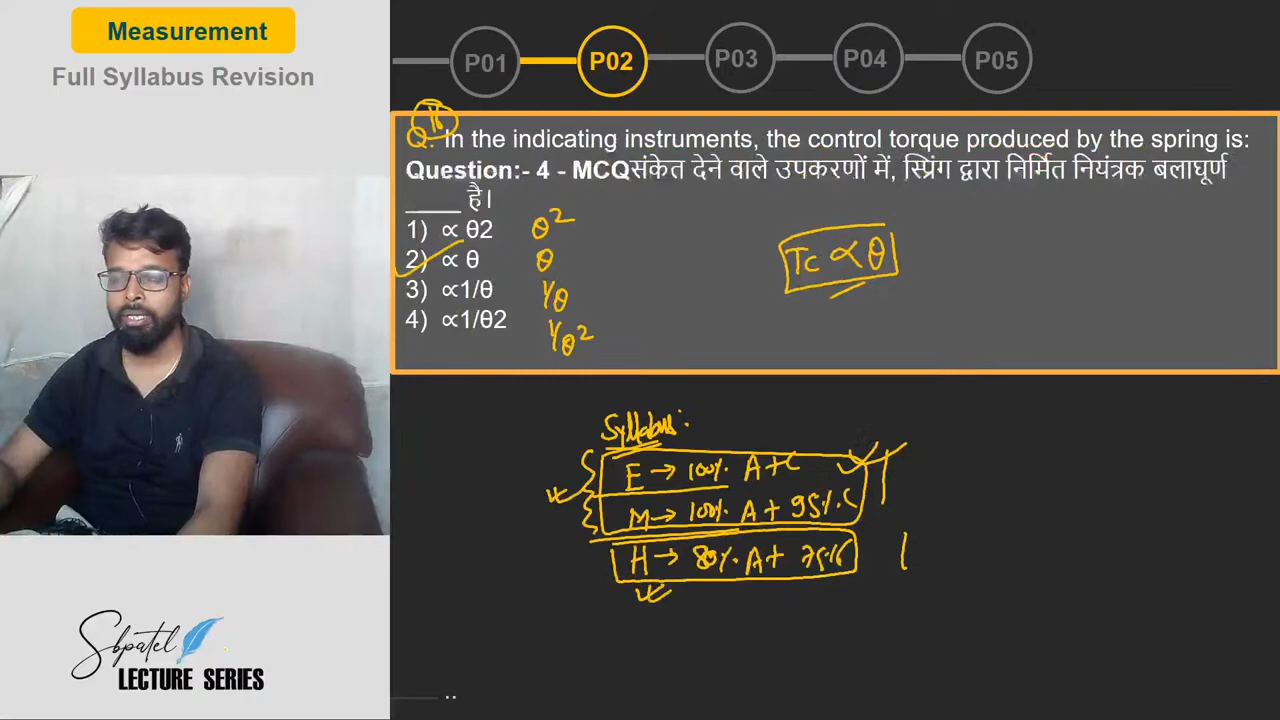 Measurement
Full Syllabus Revision
P01
P02
P03
P04
P05
16
Q. In the indicating instruments, the control torque produced by the spring is:
Question:- 4 - MCQसंकेत देने वाले उपकरणों में, स्प्रिंग द्वारा निर्मित नियंत्रक बलाघूर्ण
____ है।
1) ∝ θ2 θ²
2) ∝ θ θ
3) ∝1/θ 1/θ
4) ∝1/θ2 1/θ²
Tc ∝ θ
Syllabus:
E → 100% A+C
M → 100% A + 95% C
H → 80% A+
Sbpatel
LECTURE SERIES